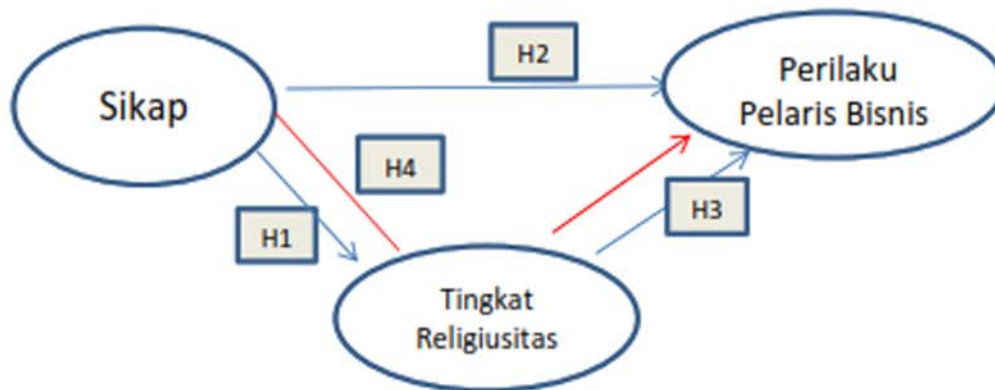 H2
Perilaku
Pelaris Bisnis
Sikap
H4
H3
H1
Tingkat
Religiusitas